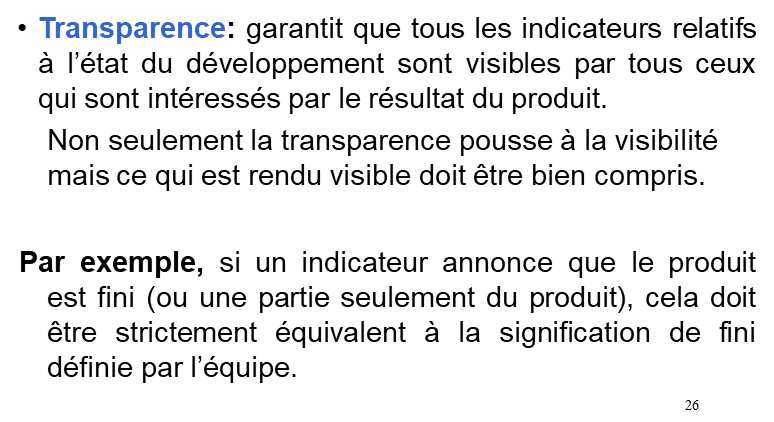 • Transparence: garantit que tous les indicateurs relatifs
à l’état du développement sont visibles par tous ceux
qui sont intéressés par le résultat du produit.
Non seulement la transparence pousse à la visibilité
mais ce qui est rendu visible doit être bien compris.
Par exemple, si un indicateur annonce que le produit
est fini (ou une partie seulement du produit), cela doit
être strictement équivalent à la signification de fini
définie par l’équipe.
26